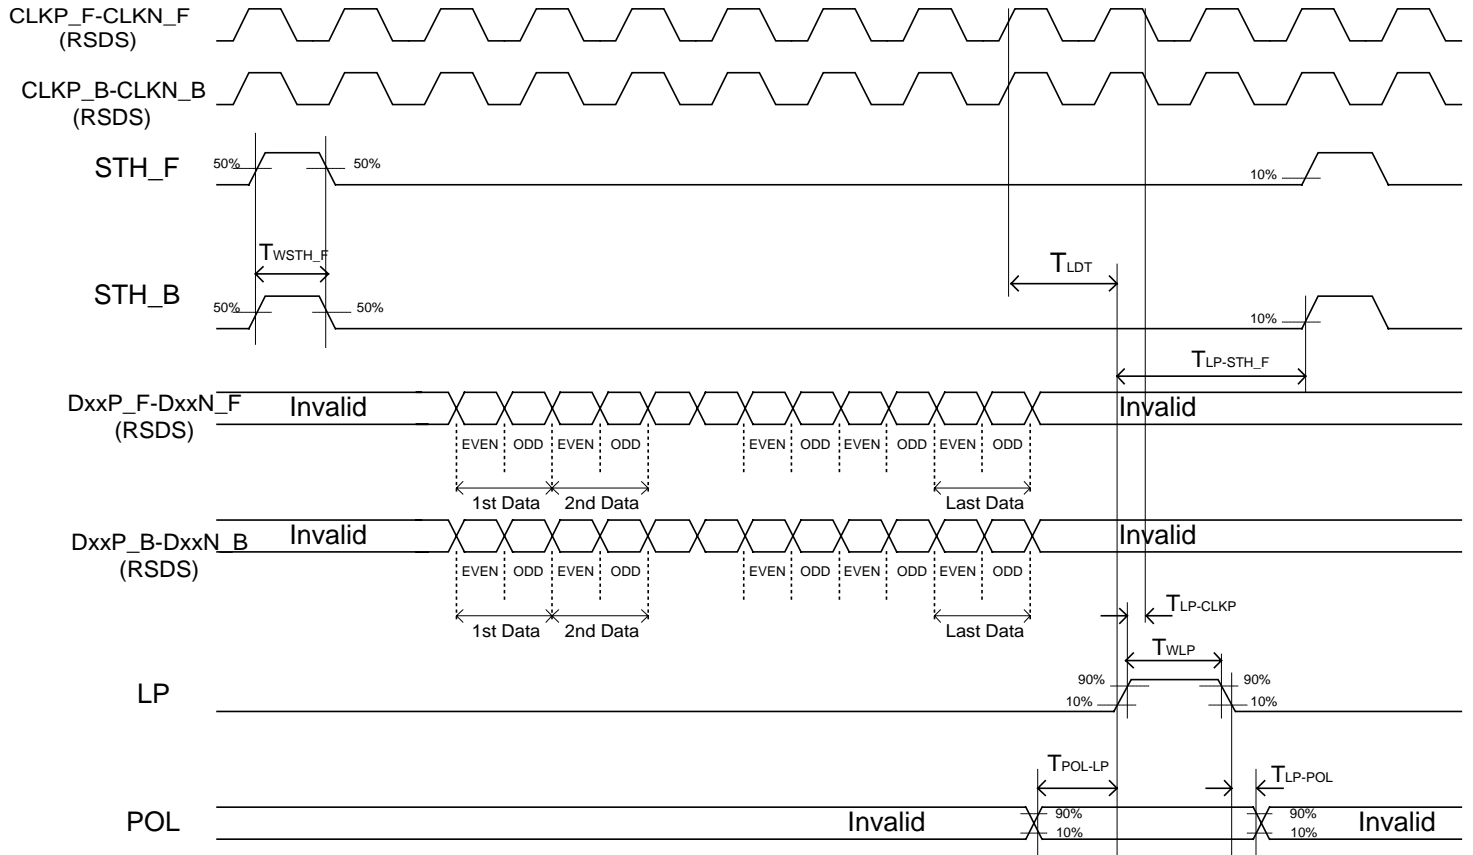 CLKP_F-CLKN_F
(RSDS)
CLKP_B-CLKN_B
(RSDS)
STH_F
50%
50%
10%
TWSTH_F
TLDT
STH_B
50%
50%
10%
TLP-STH_F
DxxP_F-DxxN_F
(RSDS)
Invalid
Invalid
EVEN ODD EVEN ODD EVEN ODD EVEN ODD EVEN ODD
1st Data 2nd Data Last Data
DxxP_B-DxxN_B
(RSDS)
Invalid
Invalid
EVEN ODD EVEN ODD EVEN ODD EVEN ODD EVEN ODD
1st Data 2nd Data Last Data
TLP-CLKP
TWLP
LP
90%
90%
10%
10%
TPOL-LP
TLP-POL
POL
Invalid
90%
10%
90%
10%
Invalid